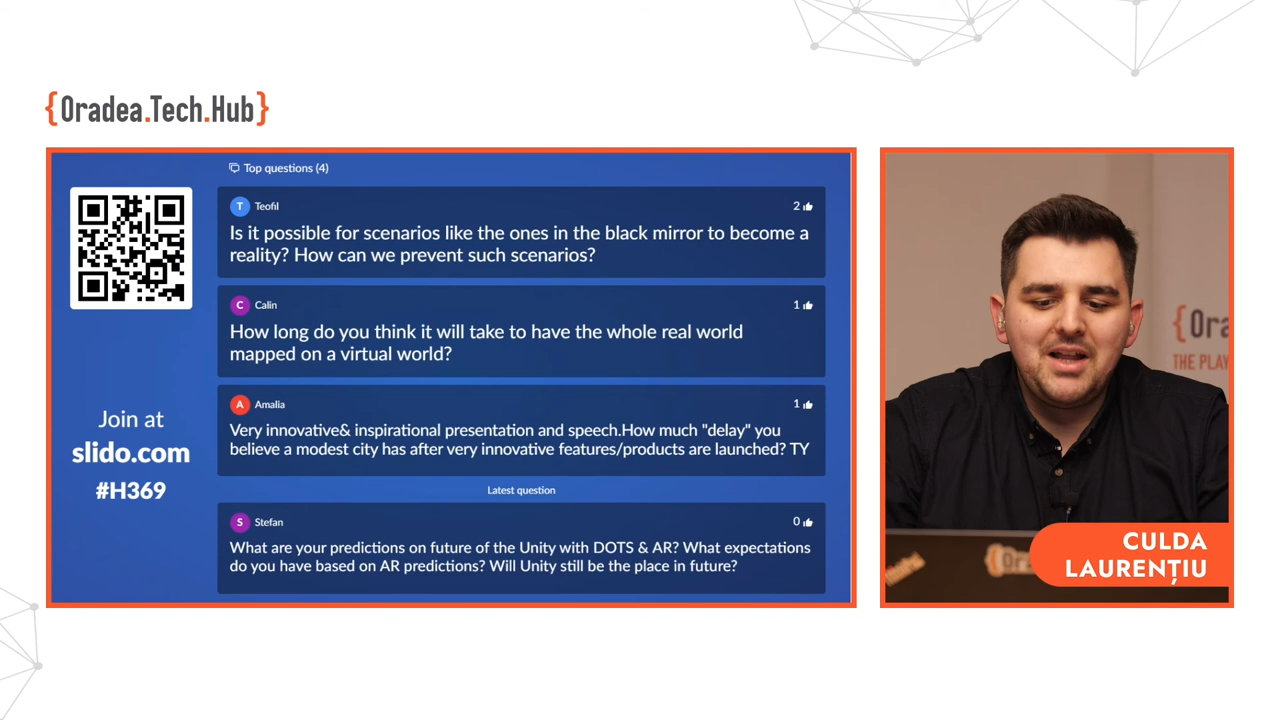 {Oradea.Tech.Hub}
Top questions (4)
T Teofil 2
Is it possible for scenarios like the ones in the black mirror to become a
reality? How can we prevent such scenarios?
C Calin 1
How long do you think it will take to have the whole real world
mapped on a virtual world?
A Amalia 1
Very innovative& inspirational presentation and speech.How much "delay" you
believe a modest city has after very innovative features/products are launched? TY
Latest question
S Stefan 0
What are your predictions on future of the Unity with DOTS & AR? What expectations
do you have based on AR predictions? Will Unity still be the place in future?
Join at
slido.com
#H369
{Ora
THE PLAY
{Ora
CULDA
LAURENȚIU